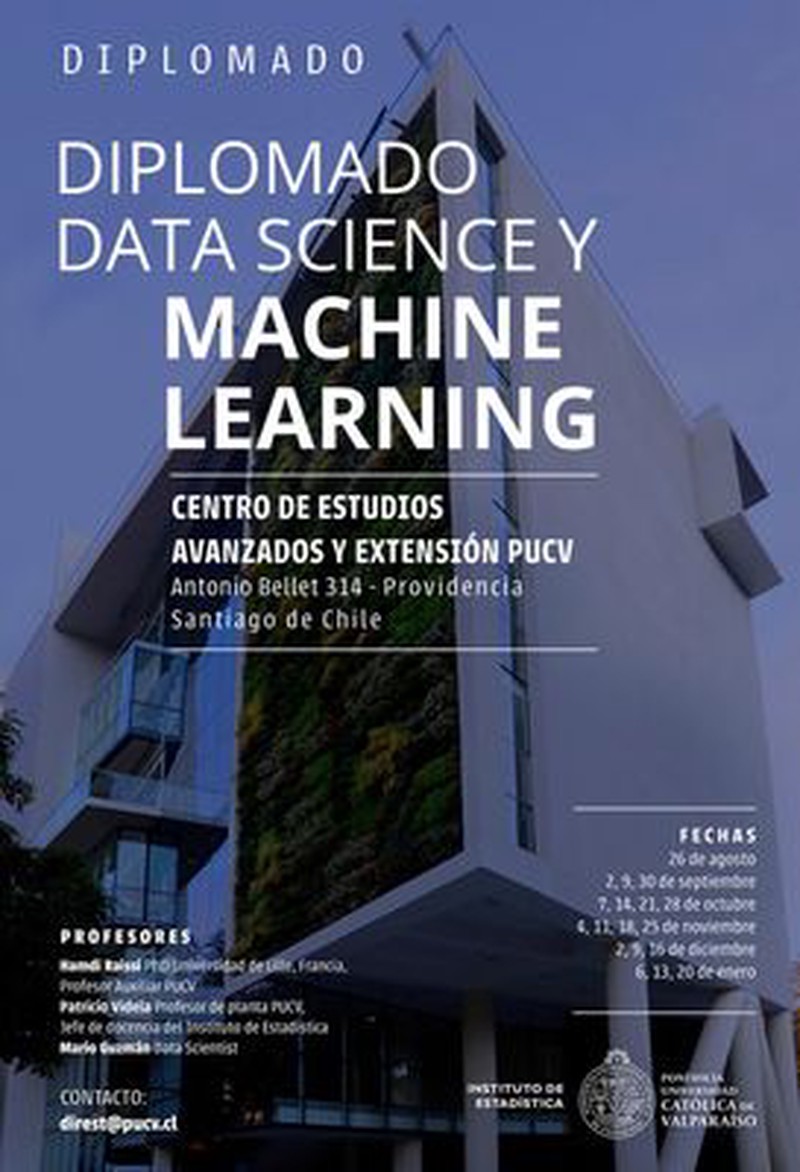 DIPLOMADO
DIPLOMADO
DATA SCIENCE Y
MACHINE
LEARNING
CENTRO DE ESTUDIOS
AVANZADOS Y EXTENSIÓN PUCV
Antonio Bellet 314 - Providencia
Santiago de Chile
FECHAS
26 de agosto
2, 9, 30 de septiembre
7, 14, 21, 28 de octubre
4, 11, 18, 25 de noviembre
2, 9, 16 de diciembre
6, 13, 20 de enero
PROFESORES
Hamdi Raissi PhD Universidad de Lille, Francia.
Profesor Auxiliar PUCV
Patricio Videla Profesor de planta PUCV,
Jefe de docencia del Instituto de Estadística
Mario Guzmán Data Scientist
CONTACTO:
direst@pucv.cl
INSTITUTO DE
ESTADÍSTICA
PONTIFICIA
UNIVERSIDAD
CATÓLICA DE
VALPARAÍSO